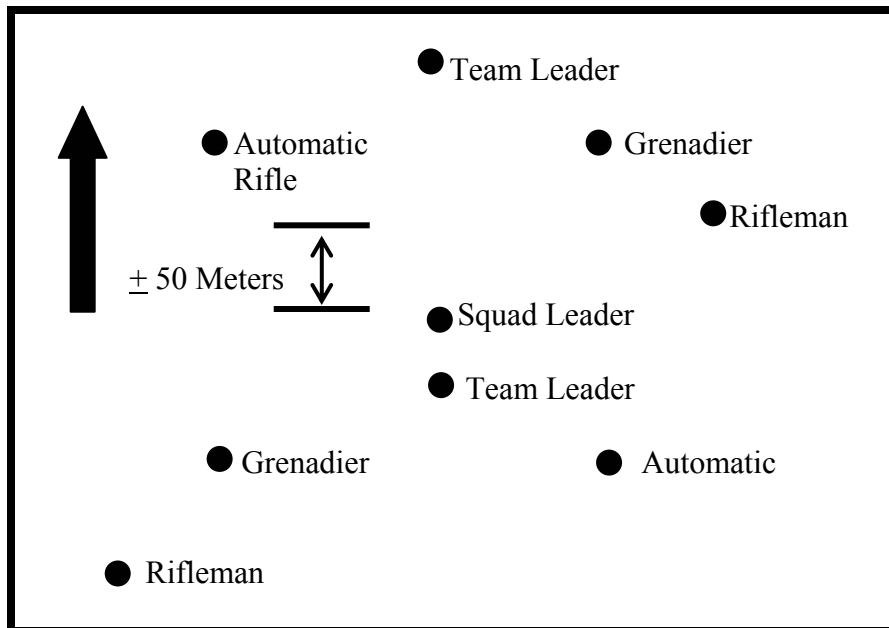 Team Leader
Automatic
Rifle
Grenadier
Rifleman
± 50 Meters
Squad Leader
Team Leader
Grenadier
Automatic
Rifleman